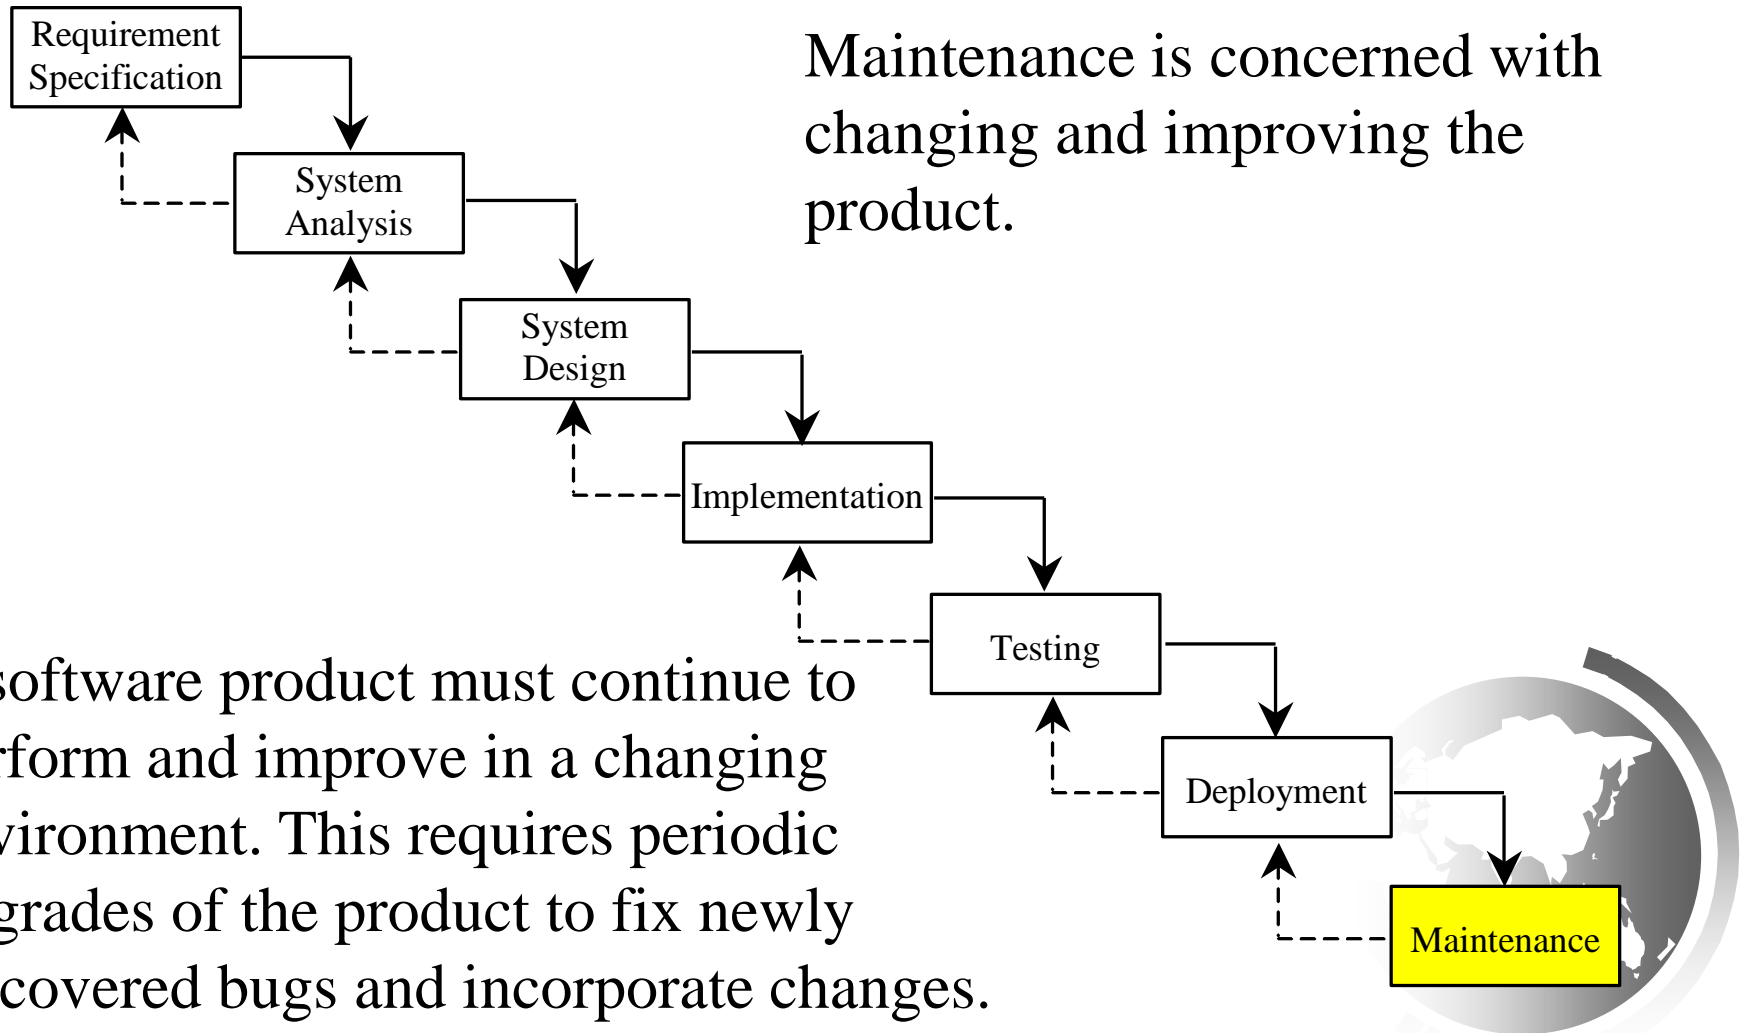 Requirement
Specification
Maintenance is concerned with
changing and improving the
product.
System
Analysis
System
Design
Implementation
Testing
software product must continue to
rform and improve in a changing
vironment. This requires periodic
grades of the product to fix newly
covered bugs and incorporate changes.
Deployment
Maintenance